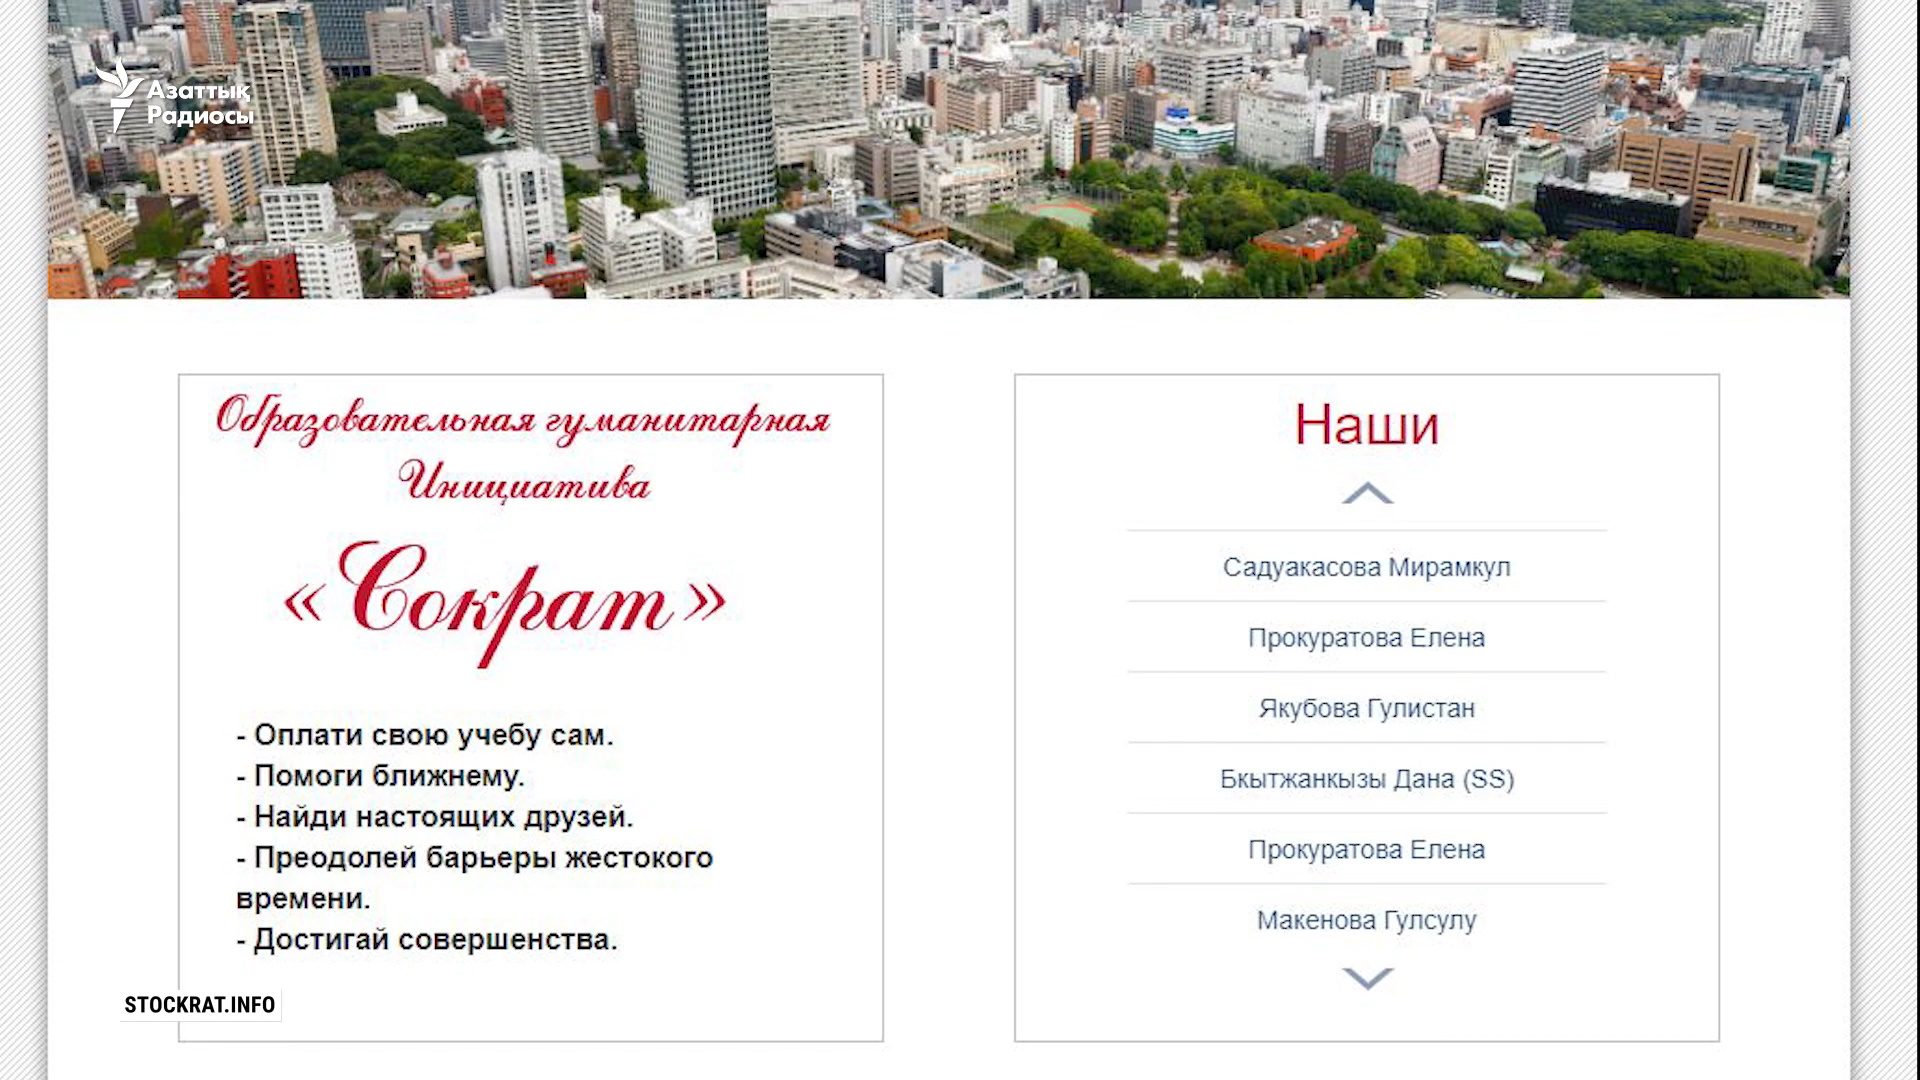 Азаттық
Радиосы
Образовательная гуманитарная
Инициатива
«Сократ»
- Оплати свою учебу сам.
- Помоги ближнему.
- Найди настоящих друзей.
- Преодолей барьеры жестокого
времени.
- Достигай совершенства.
STOCKRAT.INFO
Наши
Садуакасова Мирамкул
Прокуратова Елена
Якубова Гулистан
Бкытжанкызы Дана (SS)
Прокуратова Елена
Макенова Гулсулу